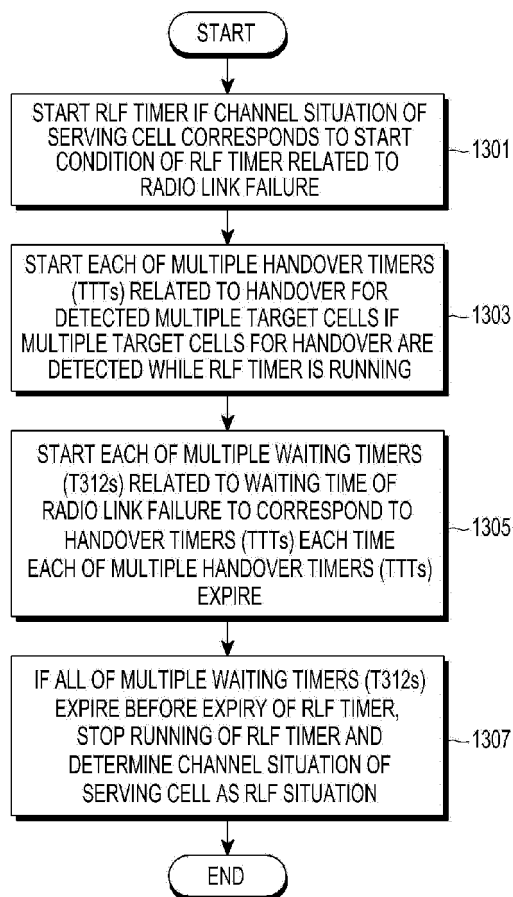 START
START RLF TIMER IF CHANNEL SITUATION OF
SERVING CELL CORRESPONDS TO START
CONDITION OF RLF TIMER RELATED TO
RADIO LINK FAILURE
1301
START EACH OF MULTIPLE HANDOVER TIMERS
(TTTs) RELATED TO HANDOVER FOR
DETECTED MULTIPLE TARGET CELLS IF
MULTIPLE TARGET CELLS FOR HANDOVER ARE
DETECTED WHILE RLF TIMER IS RUNNING
1303
START EACH OF MULTIPLE WAITING TIMERS
(T312s) RELATED TO WAITING TIME OF
RADIO LINK FAILURE TO CORRESPOND TO
HANDOVER TIMERS (TTTs) EACH TIME
EACH OF MULTIPLE HANDOVER TIMERS (TTTs)
EXPIRE
1305
IF ALL OF MULTIPLE WAITING TIMERS (T312s)
EXPIRE BEFORE EXPIRY OF RLF TIMER,
STOP RUNNING OF RLF TIMER AND
DETERMINE CHANNEL SITUATION OF
SERVING CELL AS RLF SITUATION
1307
END